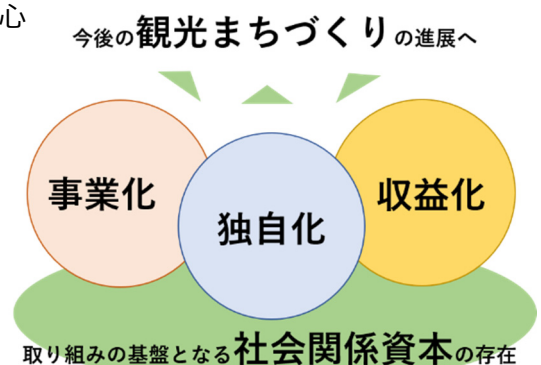 心
今後の観光まちづくりの進展へ
事業化
独自化
収益化
取り組みの基盤となる社会関係資本の存在